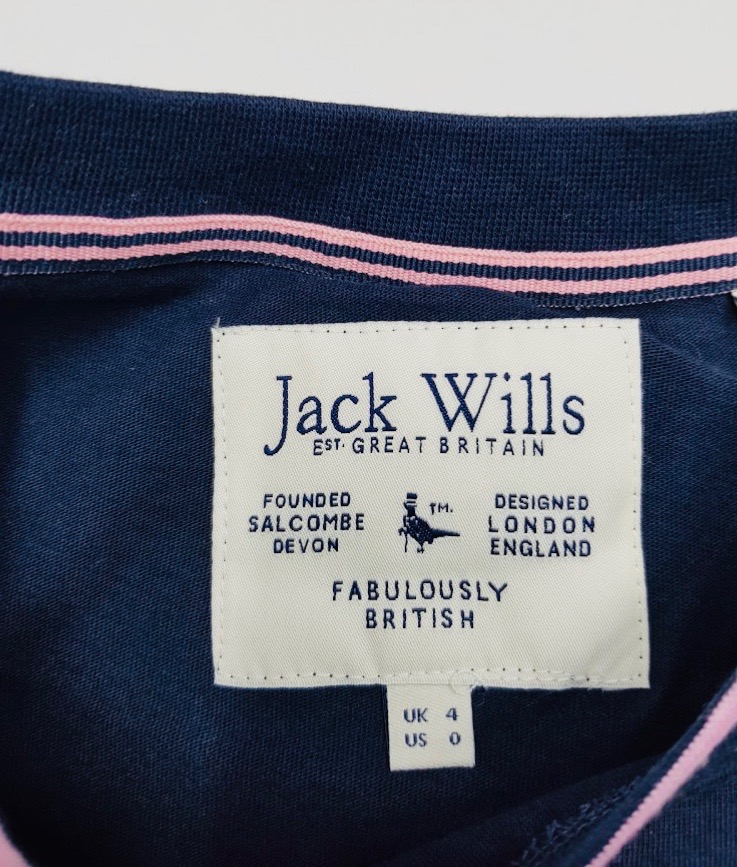 Jack Wills
EST. GREAT BRITAIN
FOUNDED
SALCOMBE
DEVON
TM.
DESIGNED
LONDON
ENGLAND
FABULOUSLY
BRITISH
UK 4
US 0